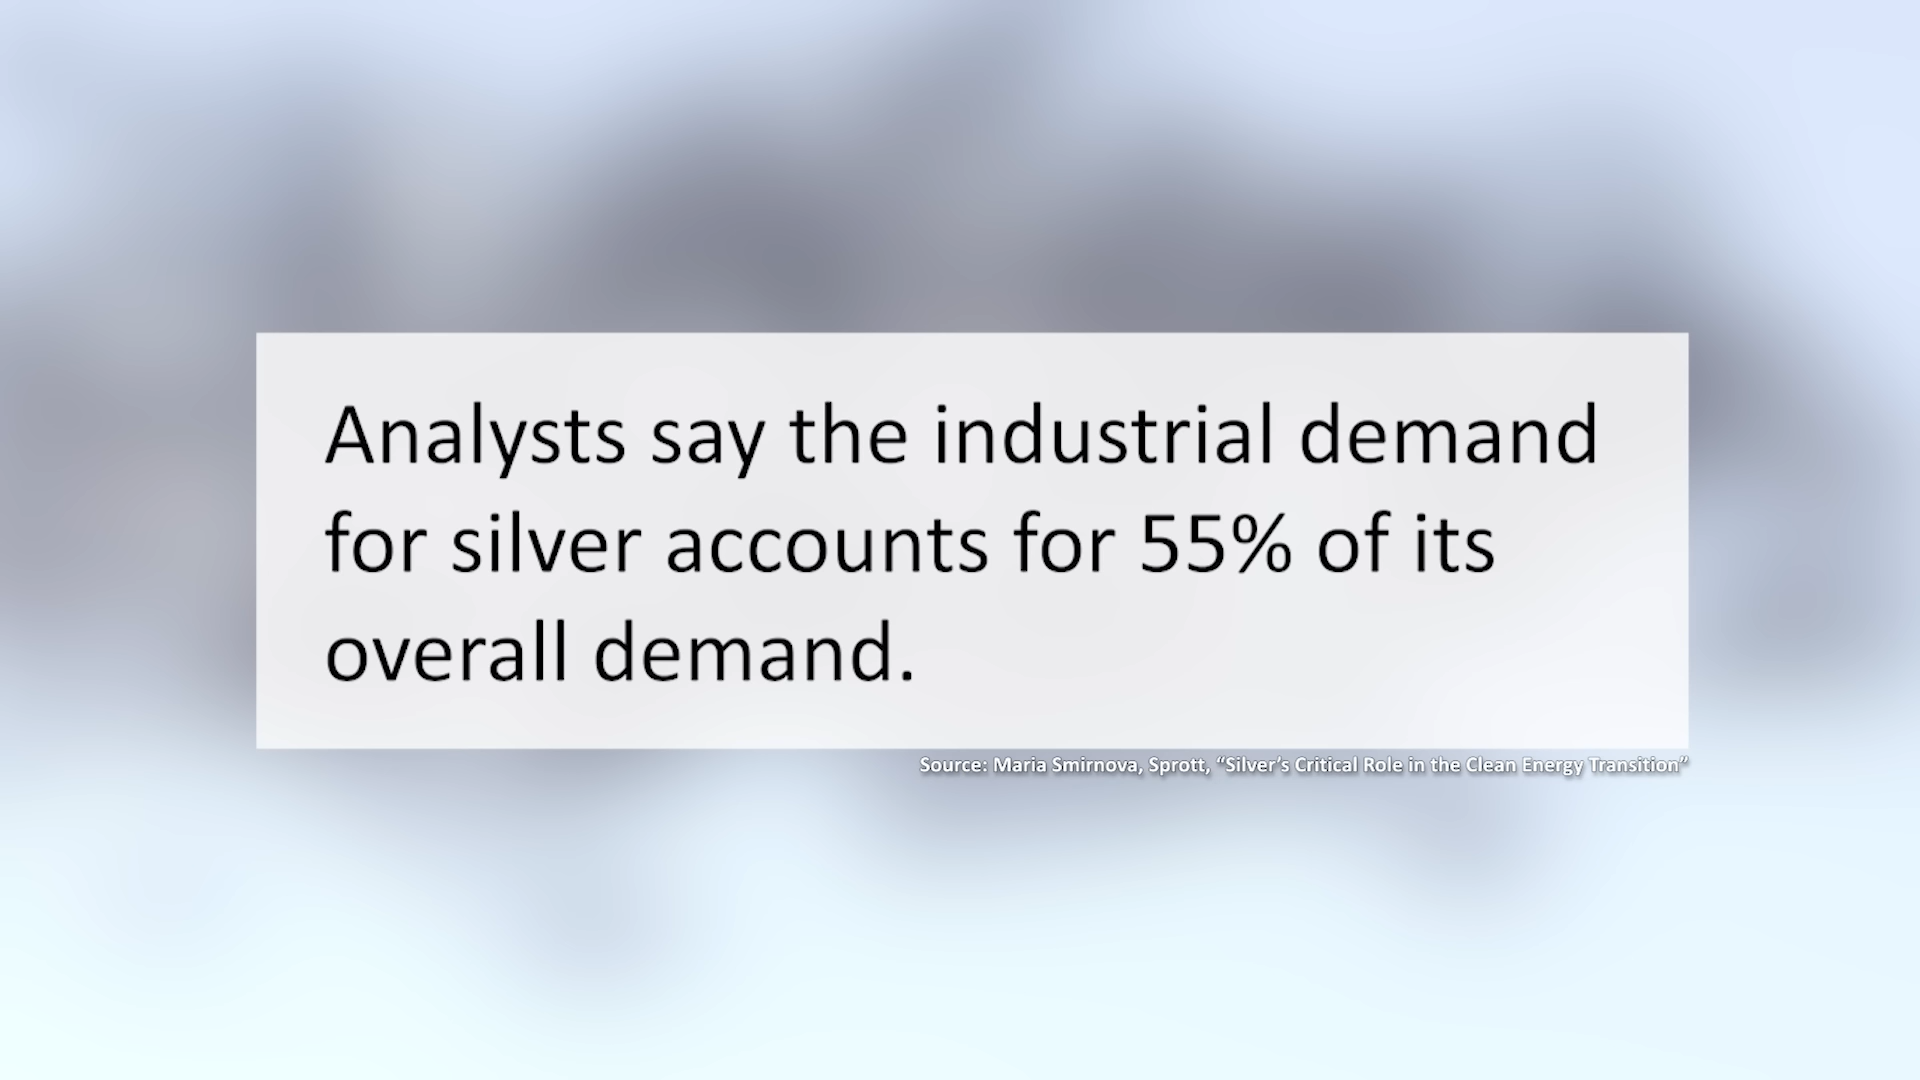 Analysts say the industrial demand
for silver accounts for 55% of its
overall demand.
Source: Maria Smirnova, Sprott, “Silver’s Critical Role in the Clean Energy Transition”